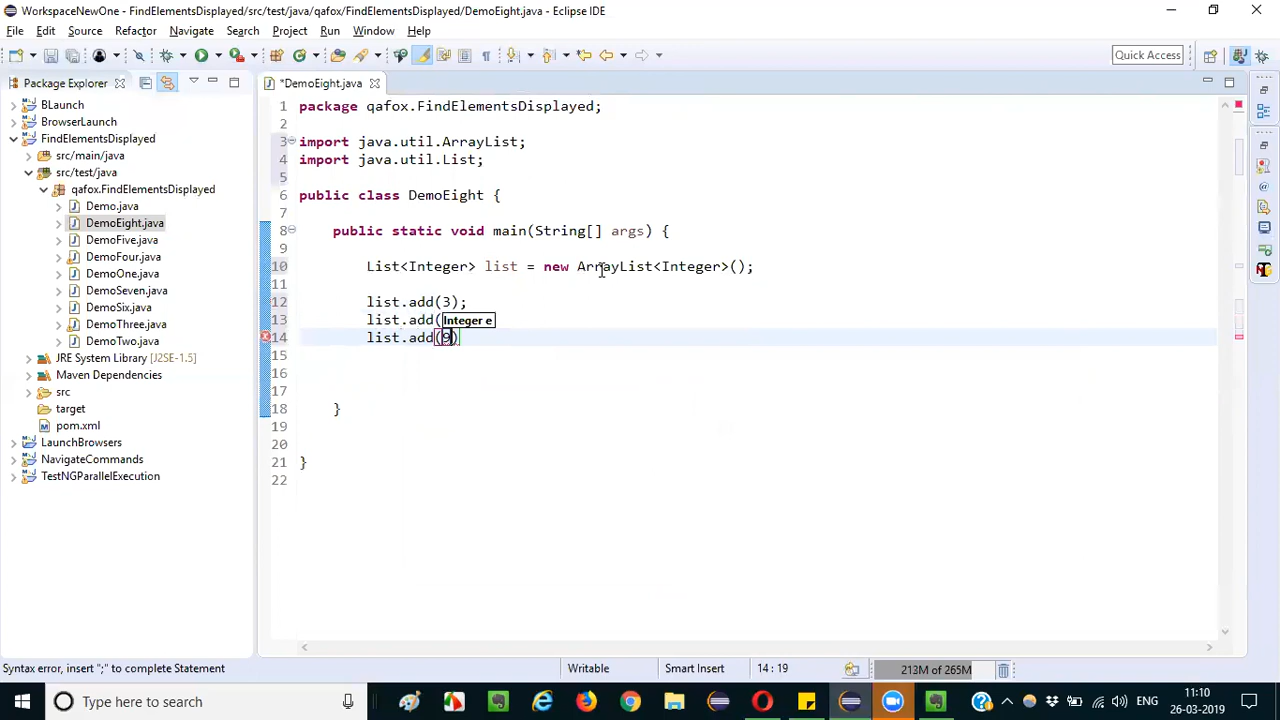 WorkspaceNewOne - FindElementsDisplayed/src/test/java/qafox/FindElementsDisplayed/DemoEight.java - Eclipse IDE
File Edit Source Refactor Navigate Search Project Run Window Help
Quick Access
Package Explorer
*DemoEight.java
BLaunch
BrowserLaunch
FindElementsDisplayed
src/main/java
src/test/java
qafox.FindElementsDisplayed
Demo.java
DemoEight.java
DemoFive.java
DemoFour.java
DemoOne.java
DemoSeven.java
DemoSix.java
DemoThree.java
DemoTwo.java
JRE System Library [J2SE-1.5]
Maven Dependencies
src
target
pom.xml
LaunchBrowsers
NavigateCommands
TestNGParallelExecution
1 package qafox.FindElementsDisplayed;
2
3 import java.util.ArrayList;
4 import java.util.List;
5
6 public class DemoEight {
7
8 public static void main(String[] args) {
9
10 List<Integer> list = new ArrayList<Integer>();
11
12 list.add(3);
13 list.add( Integer e
14 list.add(9)
15
16
17
18 }
19
20
21 }
22
Syntax error, insert ";" to complete Statement
Writable
Smart Insert
14 : 19
213M of 265M
Type here to search
ENG
11:10
26-03-2019